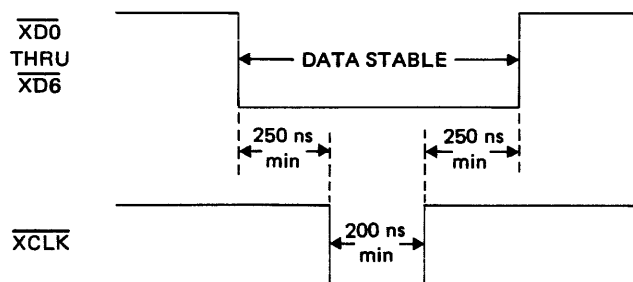 XD0
THRU
XD6
DATA STABLE
250 ns
min
250 ns
min
XCLK
200 ns
min